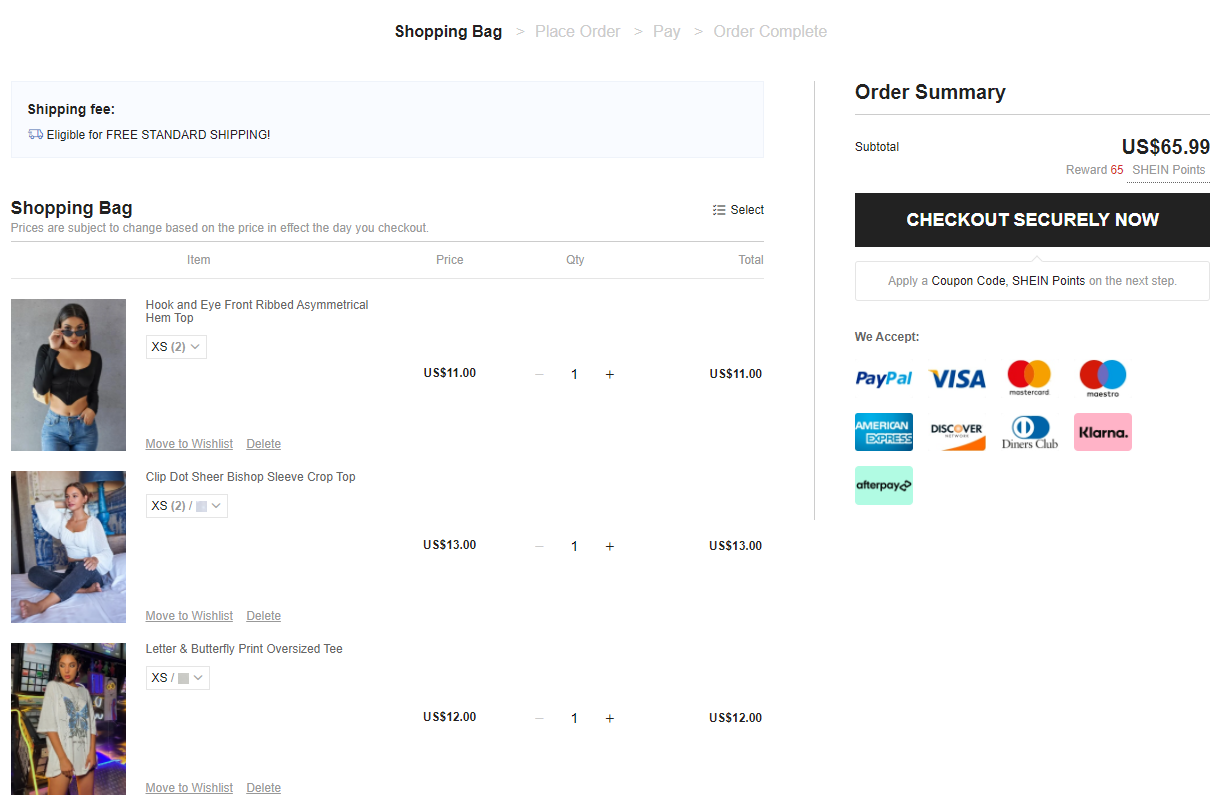 Shopping Bag > Place Order > Pay > Order Complete
Shipping fee:
Eligible for FREE STANDARD SHIPPING!
Shopping Bag
Select
Prices are subject to change based on the price in effect the day you checkout.
Item Price Qty Total
Hook and Eye Front Ribbed Asymmetrical
Hem Top
XS (2)
US$11.00 − 1 + US$11.00
Move to Wishlist Delete
Clip Dot Sheer Bishop Sleeve Crop Top
XS (2) /
US$13.00 − 1 + US$13.00
Move to Wishlist Delete
Letter & Butterfly Print Oversized Tee
XS /
US$12.00 − 1 + US$12.00
Move to Wishlist Delete
Order Summary
Subtotal US$65.99
Reward 65 SHEIN Points
CHECKOUT SECURELY NOW
Apply a Coupon Code, SHEIN Points on the next step.
We Accept:
PayPal VISA mastercard maestro
AMERICAN EXPRESS DISCOVER NETWORK Diners Club Klarna.
afterpay